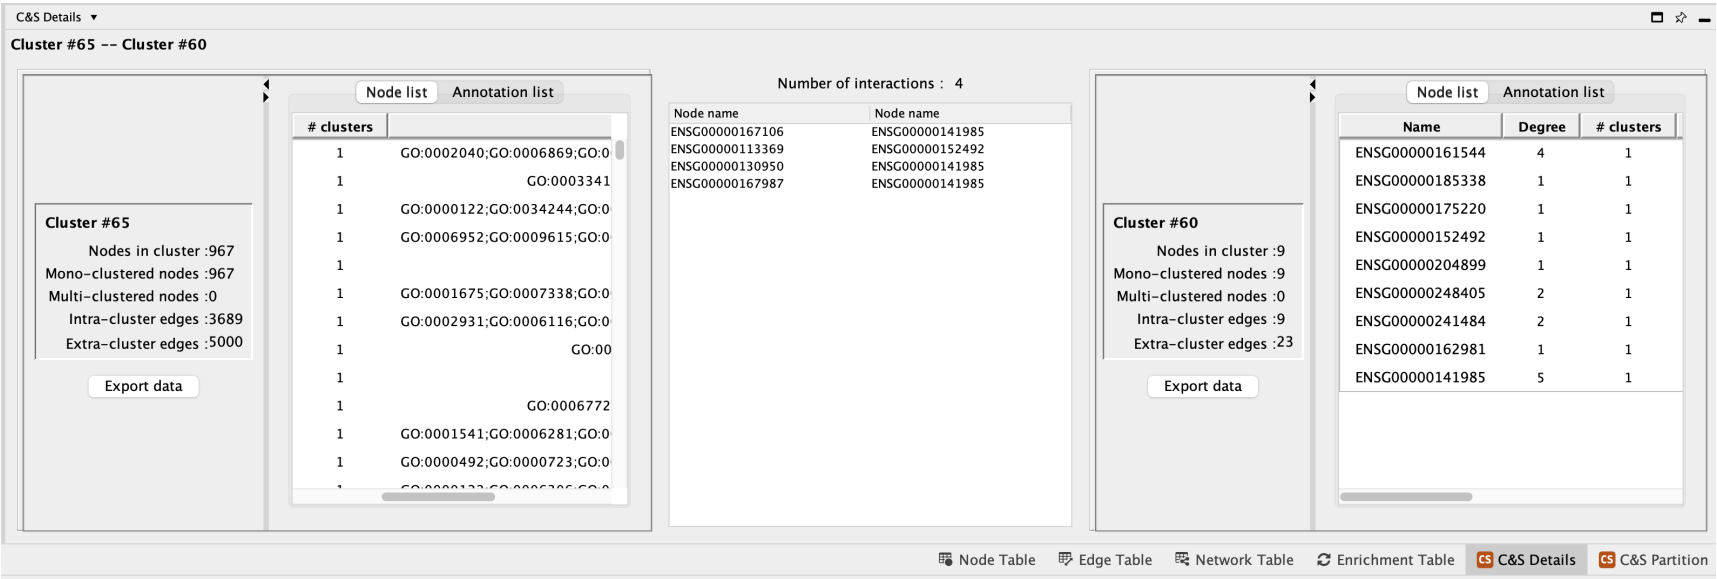 C&S Details ▼
Cluster #65 -- Cluster #60
Cluster #65
Nodes in cluster :967
Mono-clustered nodes :967
Multi-clustered nodes :0
Intra-cluster edges :3689
Extra-cluster edges :5000
Export data
Node list Annotation list
# clusters
1 GO:0002040;GO:0006869;GO:0
1 GO:0003341
1 GO:0000122;GO:0034244;GO:0
1 GO:0006952;GO:0009615;GO:0
1
1 GO:0001675;GO:0007338;GO:0
1 GO:0002931;GO:0006116;GO:0
1 GO:00
1
1 GO:0006772
1 GO:0001541;GO:0006281;GO:0
1 GO:0000492;GO:0000723;GO:0
1
Number of interactions : 4
Node name Node name
ENSG00000167106 ENSG00000141985
ENSG00000113369 ENSG00000152492
ENSG00000130950 ENSG00000141985
ENSG00000167987 ENSG00000141985
Cluster #60
Nodes in cluster :9
Mono-clustered nodes :9
Multi-clustered nodes :0
Intra-cluster edges :9
Extra-cluster edges :23
Export data
Node list Annotation list
Name Degree # clusters
ENSG00000161544 4 1
ENSG00000185338 1 1
ENSG00000175220 1 1
ENSG00000152492 1 1
ENSG00000204899 1 1
ENSG00000248405 2 1
ENSG00000241484 2 1
ENSG00000162981 1 1
ENSG00000141985 5 1
Node Table Edge Table Network Table Enrichment Table CS C&S Details CS C&S Partition